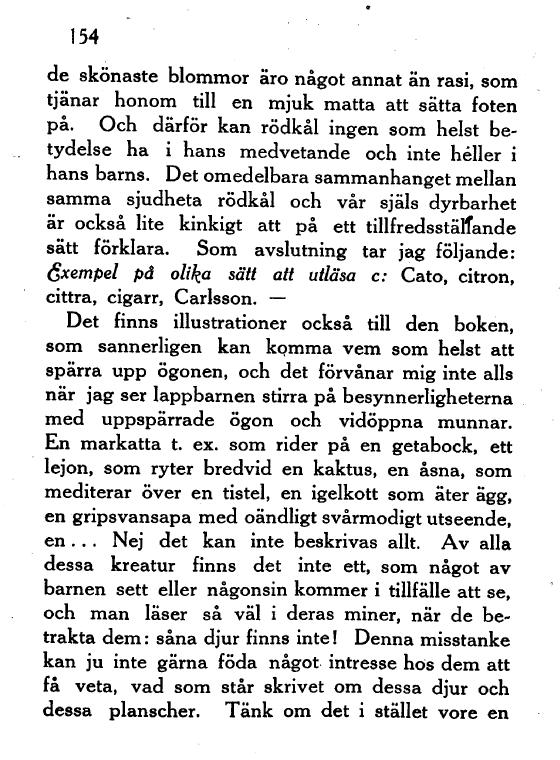 154
de skönaste blommor äro något annat än rasi, som
tjänar honom till en mjuk matta att sätta foten
på. Och därför kan rödkål ingen som helst be-
tydelse ha i hans medvetande och inte héller i
hans barns. Det omedelbara sammanhanget mellan
samma sjudheta rödkål och vår själs dyrbarhet
är också lite kinkigt att på ett tillfredsställande
sätt förklara. Som avslutning tar jag följande:
Exempel på olika sätt att utläsa c: Cato, citron,
cittra, cigarr, Carlsson. —
Det finns illustrationer också till den boken,
som sannerligen kan komma vem som helst att
spärra upp ögonen, och det förvånar mig inte alls
när jag ser lappbarnen stirra på besynnerligheterna
med uppspärrade ögon och vidöppna munnar.
En markatta t. ex. som rider på en getabock, ett
lejon, som ryter bredvid en kaktus, en åsna, som
mediterar över en tistel, en igelkott som äter ägg,
en gripsvansapa med oändligt svårmodigt utseende,
en... Nej det kan inte beskrivas allt. Av alla
dessa kreatur finns det inte ett, som något av
barnen sett eller någonsin kommer i tillfälle att se,
och man läser så väl i deras miner, när de be-
trakta dem: såna djur finns inte! Denna misstanke
kan ju inte gärna föda något intresse hos dem att
få veta, vad som står skrivet om dessa djur och
dessa planscher. Tänk om det i stället vore en